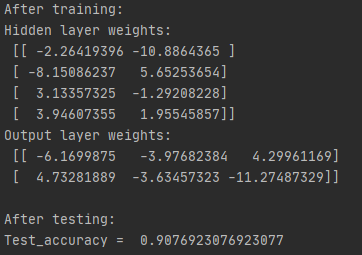 After training:
Hidden layer weights:
[[ -2.26419396 -10.8864365 ]
[ -8.15086237 5.65253654]
[ 3.13357325 -1.29208228]
[ 3.94607355 1.95545857]]
Output layer weights:
[[ -6.1699875 -3.97682384 4.29961169]
[ 4.73281889 -3.63457323 -11.27487329]]
After testing:
Test_accuracy = 0.9076923076923077